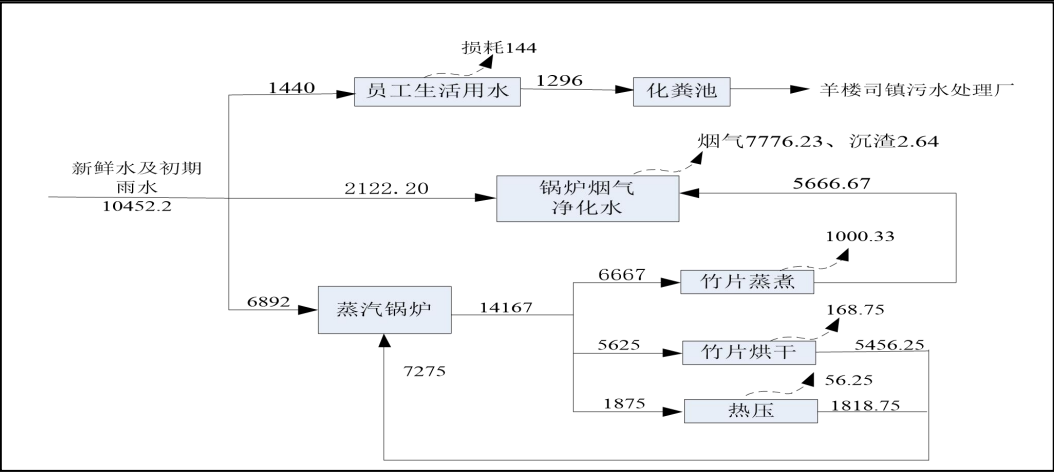 损耗144
1440
员工生活用水
1296
化粪池
羊楼司镇污水处理厂
烟气7776.23、沉渣2.64
新鲜水及初期
雨水
10452.2
2122.20
锅炉烟气
净化水
5666.67
1000.33
6667
竹片蒸煮
6892
蒸汽锅炉
14167
168.75
5625
竹片烘干
5456.25
7275
56.25
1875
热压
1818.75